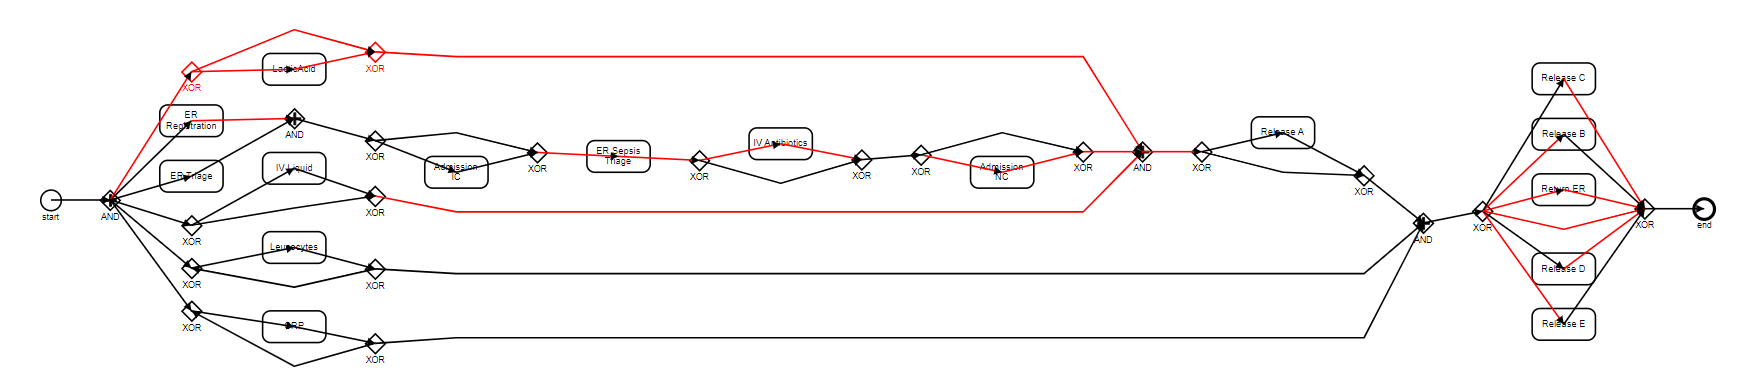 start
AND
XOR
LacticAcid
XOR
ER
Registration
AND
ER Triage
IV Liquid
XOR
XOR
XOR
Leucocytes
XOR
XOR
CRP
XOR
XOR
Admission
IC
XOR
ER Sepsis
Triage
XOR
IV Antibiotics
XOR
XOR
Admission
NC
XOR
AND
XOR
Release A
XOR
AND
XOR
Release C
Release B
Return ER
Release D
Release E
XOR
end